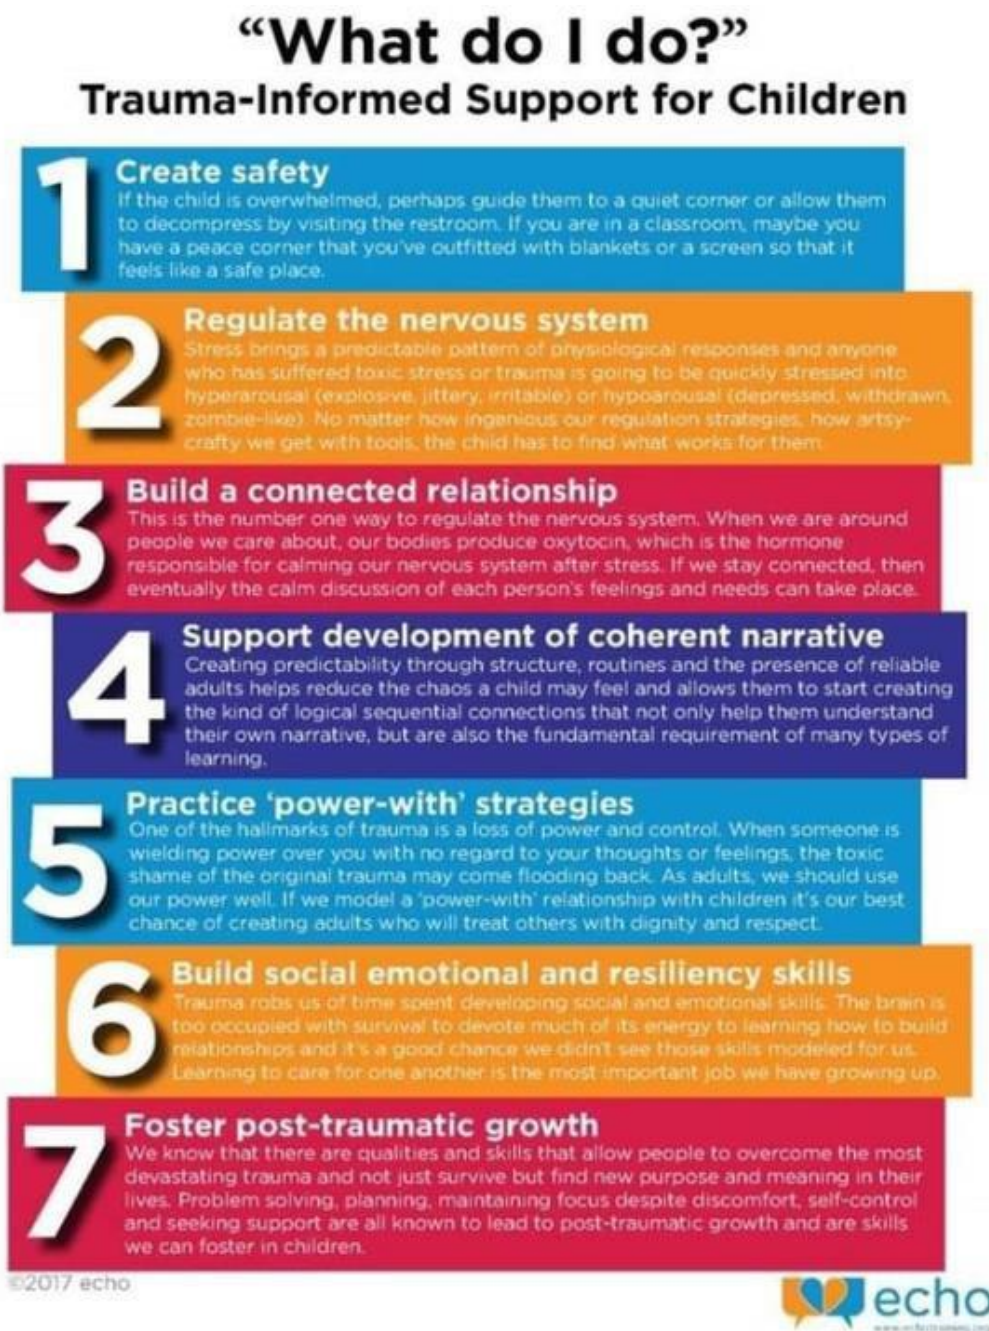 “What do I do?”
Trauma-Informed Support for Children
1
Create safety
If the child is overwhelmed, perhaps guide them to a quiet corner or allow them
to decompress by visiting the restroom. If you are in a classroom, maybe you
have a peace corner that you've outfitted with blankets or a screen so that it
feels like a safe place.
2
Regulate the nervous system
Stress brings a predictable pattern of physiological responses and anyone
who has suffered toxic stress or trauma is going to be quickly stressed into
hyperarousal (explosive, jittery, irritable) or hypoarousal (depressed, withdrawn,
zombie-like). No matter how ingenious our regulation strategies, how artsy-
crafty we get with tools, the child has to find what works for them.
3
Build a connected relationship
This is the number one way to regulate the nervous system. When we are around
people we care about, our bodies produce oxytocin, which is the hormone
responsible for calming our nervous system after stress. If we stay connected, then
eventually the calm discussion of each person's feelings and needs can take place.
4
Support development of coherent narrative
Creating predictability through structure, routines and the presence of reliable
adults helps reduce the chaos a child may feel and allows them to start creating
the kind of logical sequential connections that not only help them understand
their own narrative, but are also the fundamental requirement of many types of
learning.
5
Practice ‘power-with’ strategies
One of the hallmarks of trauma is a loss of power and control. When someone is
wielding power over you with no regard to your thoughts or feelings, the toxic
shame of the original trauma may come flooding back. As adults, we should use
our power well. If we model a ‘power-with’ relationship with children it's our best
chance of creating adults who will treat others with dignity and respect.
6
Build social emotional and resiliency skills
Trauma robs us of time spent developing social and emotional skills. The brain is
too occupied with survival to devote much of its energy to learning how to build
relationships and it's a good chance we didn't see those skills modeled for us.
Learning to care for one another is the most important job we have growing up.
7
Foster post-traumatic growth
We know that there are qualities and skills that allow people to overcome the most
devastating trauma and not just survive but find new purpose and meaning in their
lives. Problem solving, planning, maintaining focus despite discomfort, self-control
and seeking support are all known to lead to post-traumatic growth and are skills
we can foster in children.
©2017 echo
echo